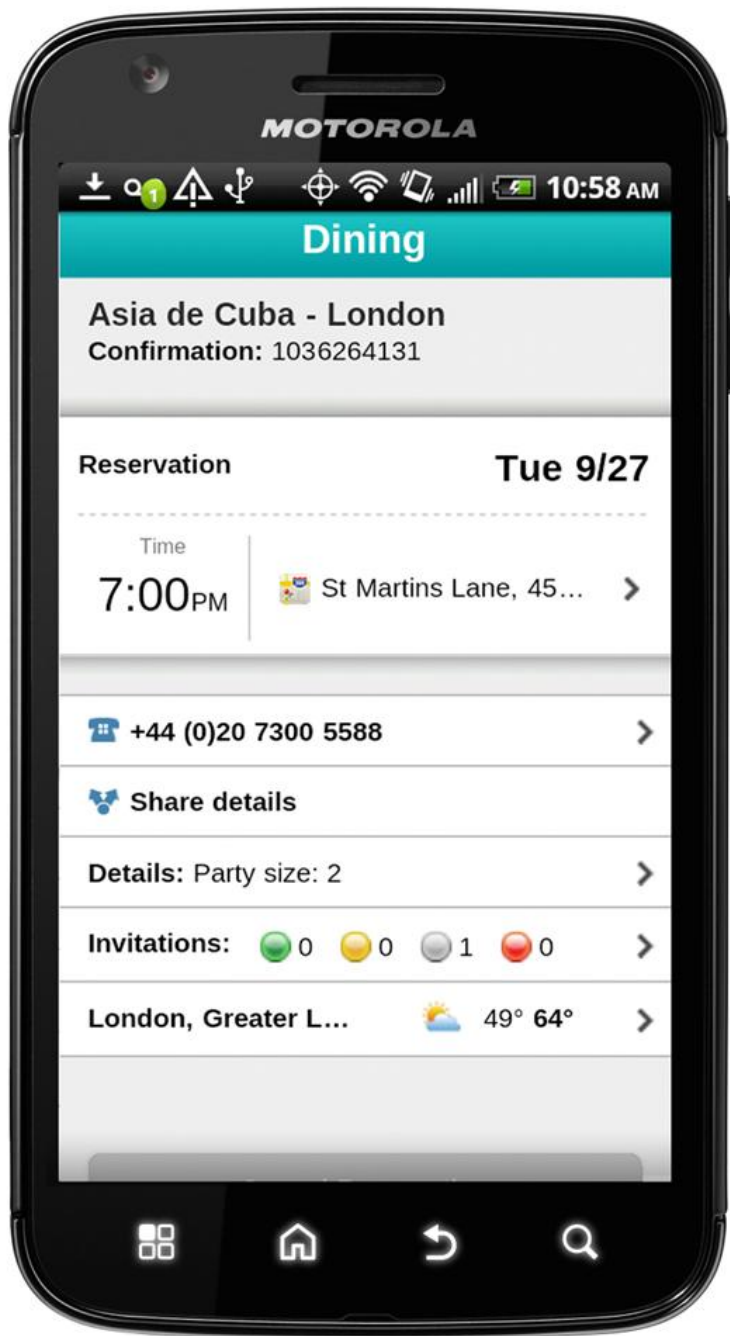 MOTOROLA
1 10:58 AM
Dining
Asia de Cuba - London
Confirmation: 1036264131
Reservation Tue 9/27
Time
7:00PM St Martins Lane, 45...
+44 (0)20 7300 5588
Share details
Details: Party size: 2
Invitations: 0 0 1 0
London, Greater L... 49° 64°